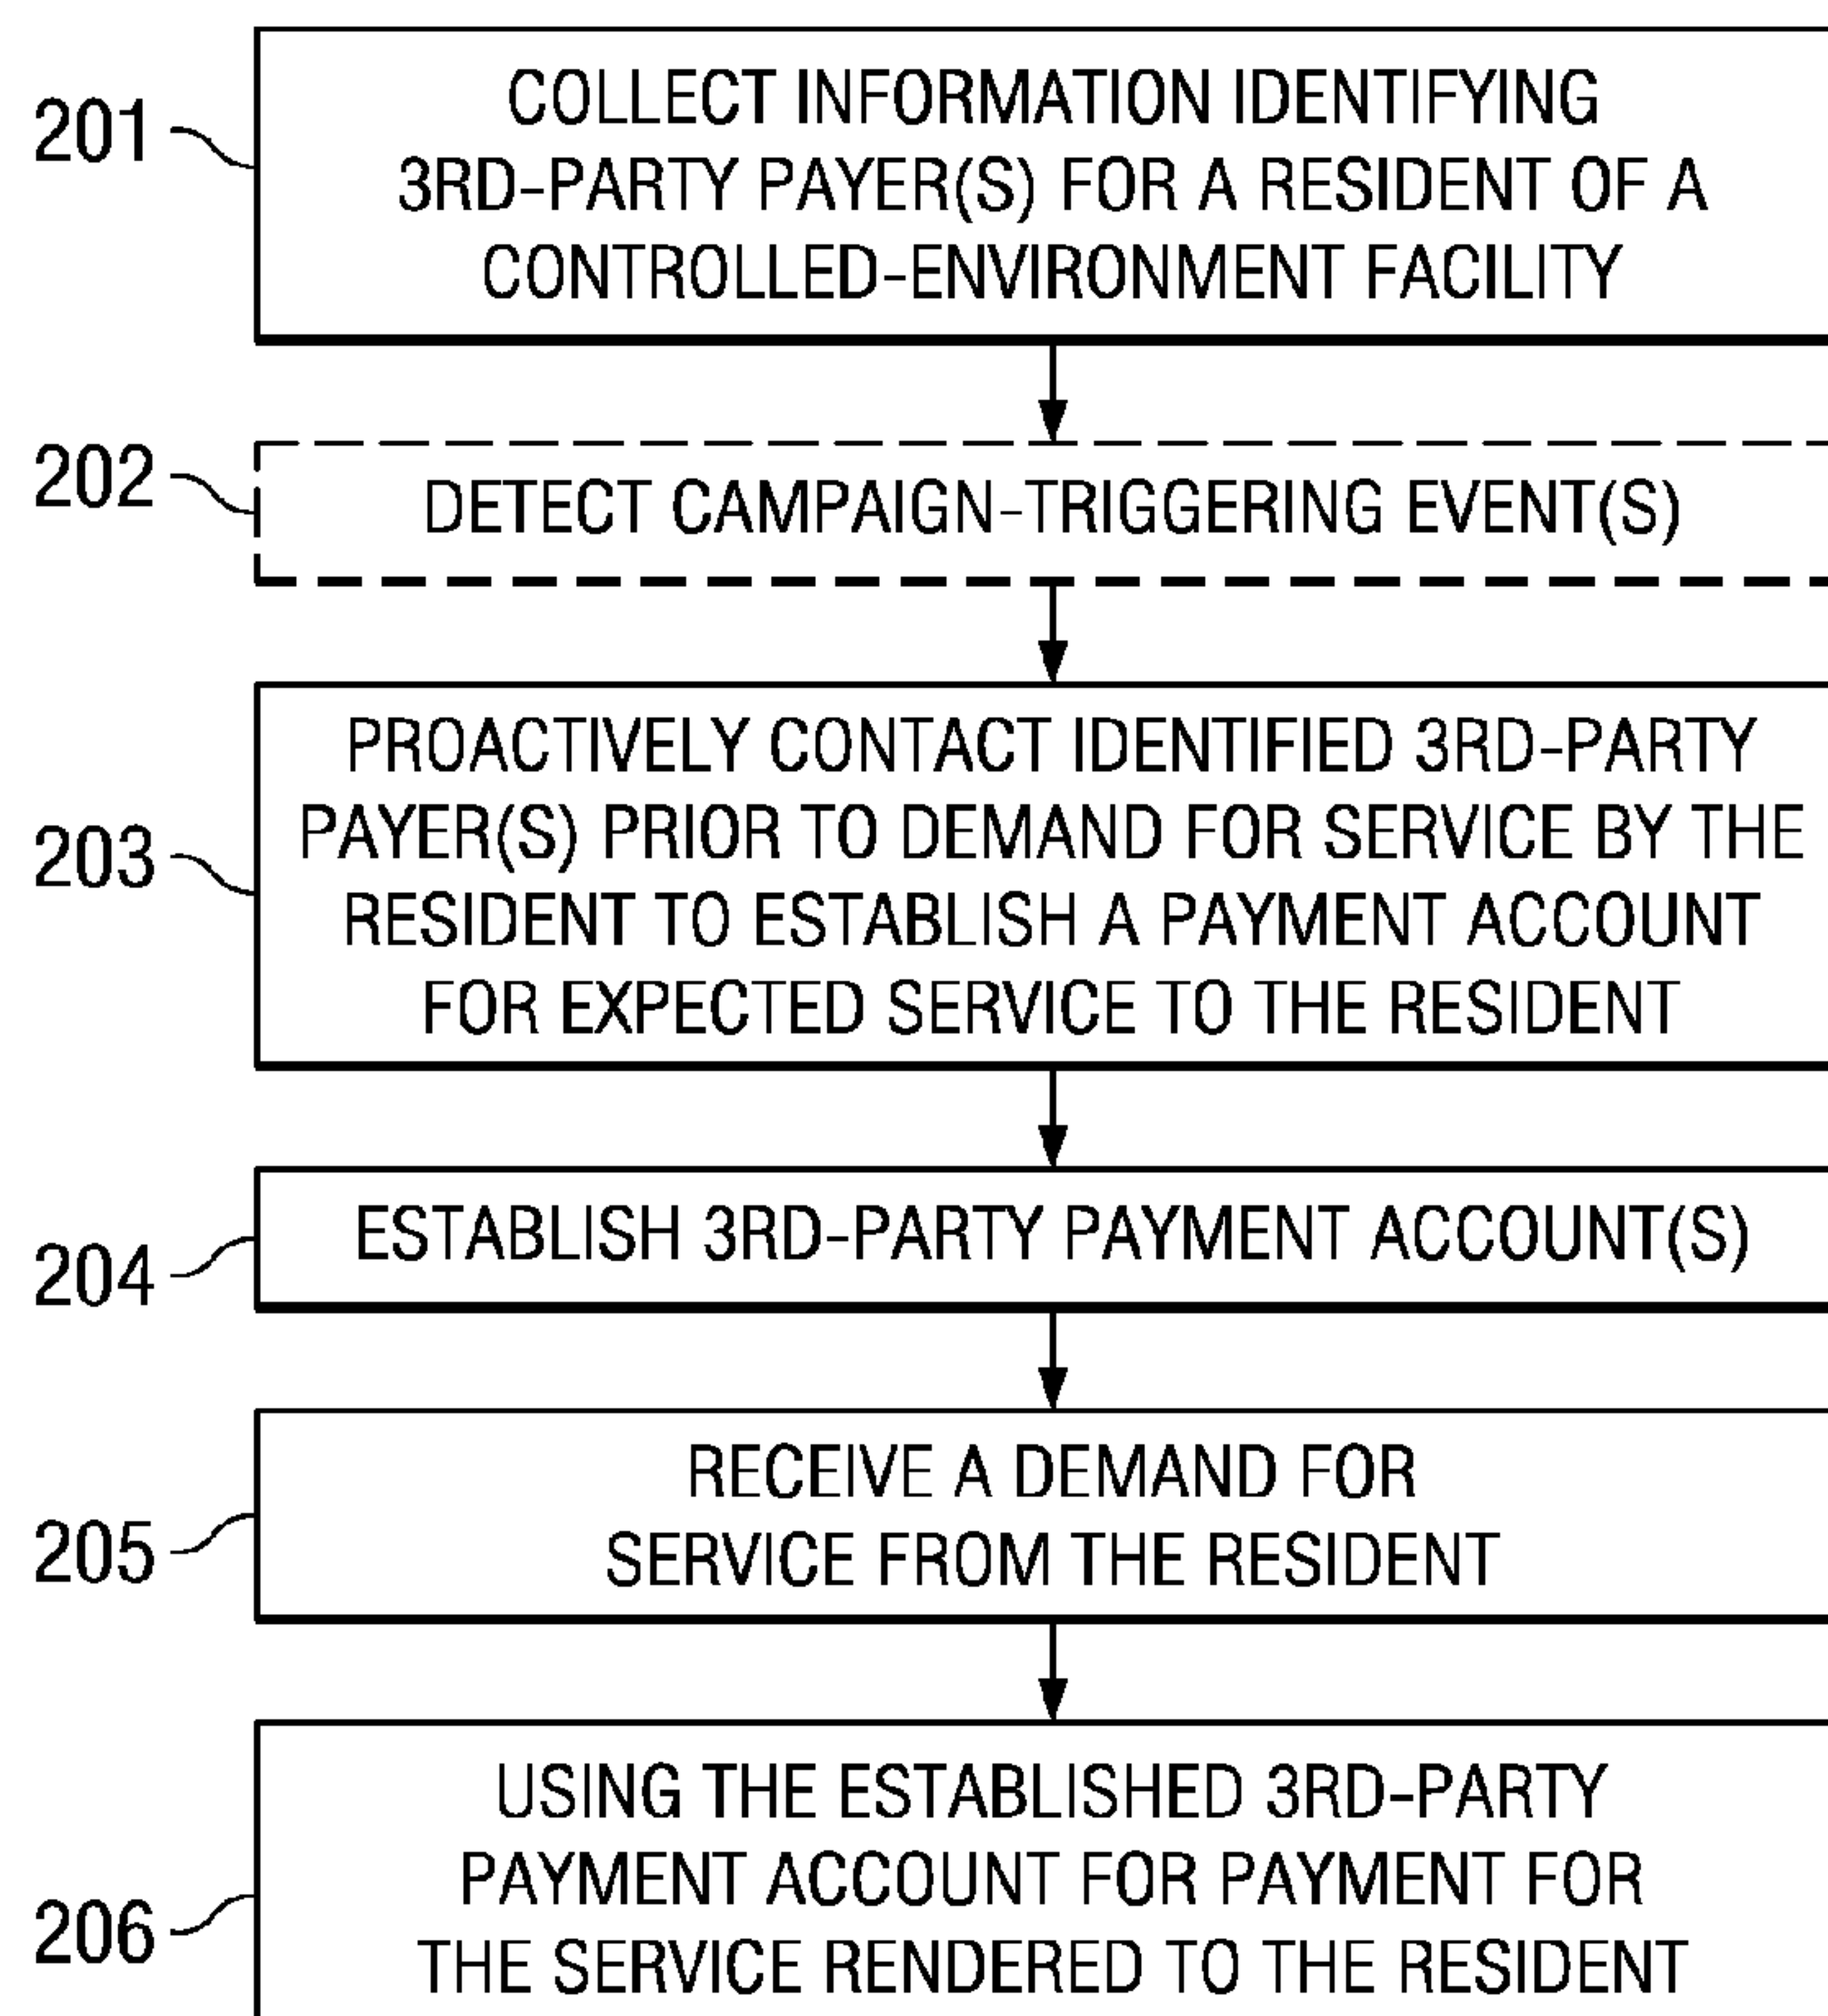 201
COLLECT INFORMATION IDENTIFYING
3RD-PARTY PAYER(S) FOR A RESIDENT OF A
CONTROLLED-ENVIRONMENT FACILITY
202
DETECT CAMPAIGN-TRIGGERING EVENT(S)
203
PROACTIVELY CONTACT IDENTIFIED 3RD-PARTY
PAYER(S) PRIOR TO DEMAND FOR SERVICE BY THE
RESIDENT TO ESTABLISH A PAYMENT ACCOUNT
FOR EXPECTED SERVICE TO THE RESIDENT
204
ESTABLISH 3RD-PARTY PAYMENT ACCOUNT(S)
205
RECEIVE A DEMAND FOR
SERVICE FROM THE RESIDENT
206
USING THE ESTABLISHED 3RD-PARTY
PAYMENT ACCOUNT FOR PAYMENT FOR
THE SERVICE RENDERED TO THE RESIDENT